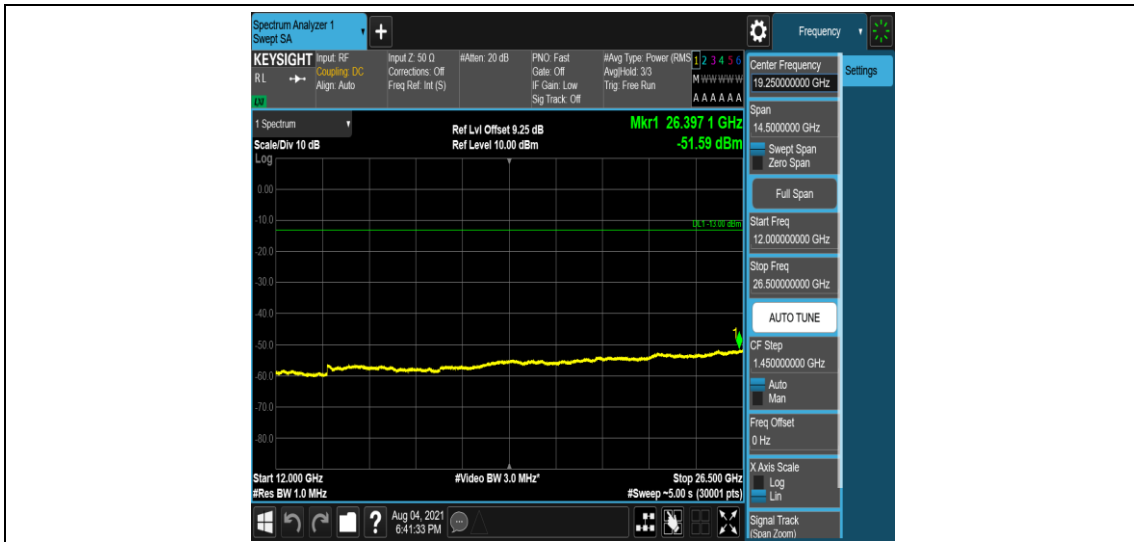 Spectrum Analyzer 1
Swept SA
+
Frequency
KEYSIGHT
RL
LM
Input: RF
Coupling: DC
Align: Auto
Input Z: 50 Ω
Corrections: Off
Freq Ref: Int (S)
#Atten: 20 dB
PNO: Fast
Gate: Off
IF Gain: Low
Sig Track: Off
#Avg Type: Power (RMS
Avg|Hold: 3/3
Trig: Free Run
1 2 3 4 5 6
M W W W W W
A A A A A A
1 Spectrum
Scale/Div 10 dB
Log
Ref Lvl Offset 9.25 dB
Ref Level 10.00 dBm
Mkr1 26.397 1 GHz
-51.59 dBm
0.00
-10.0
DL1 -13.00 dBm
-20.0
-30.0
-40.0
1
-50.0
-60.0
-70.0
-80.0
Start 12.000 GHz
#Res BW 1.0 MHz
#Video BW 3.0 MHz*
Stop 26.500 GHz
#Sweep ~5.00 s (30001 pts)
Aug 04, 2021
6:41:33 PM
Center Frequency
19.250000000 GHz
Settings
Span
14.5000000 GHz
Swept Span
Zero Span
Full Span
Start Freq
12.000000000 GHz
Stop Freq
26.500000000 GHz
AUTO TUNE
CF Step
1.450000000 GHz
Auto
Man
Freq Offset
0 Hz
X Axis Scale
Log
Lin
Signal Track
(Span Zoom)